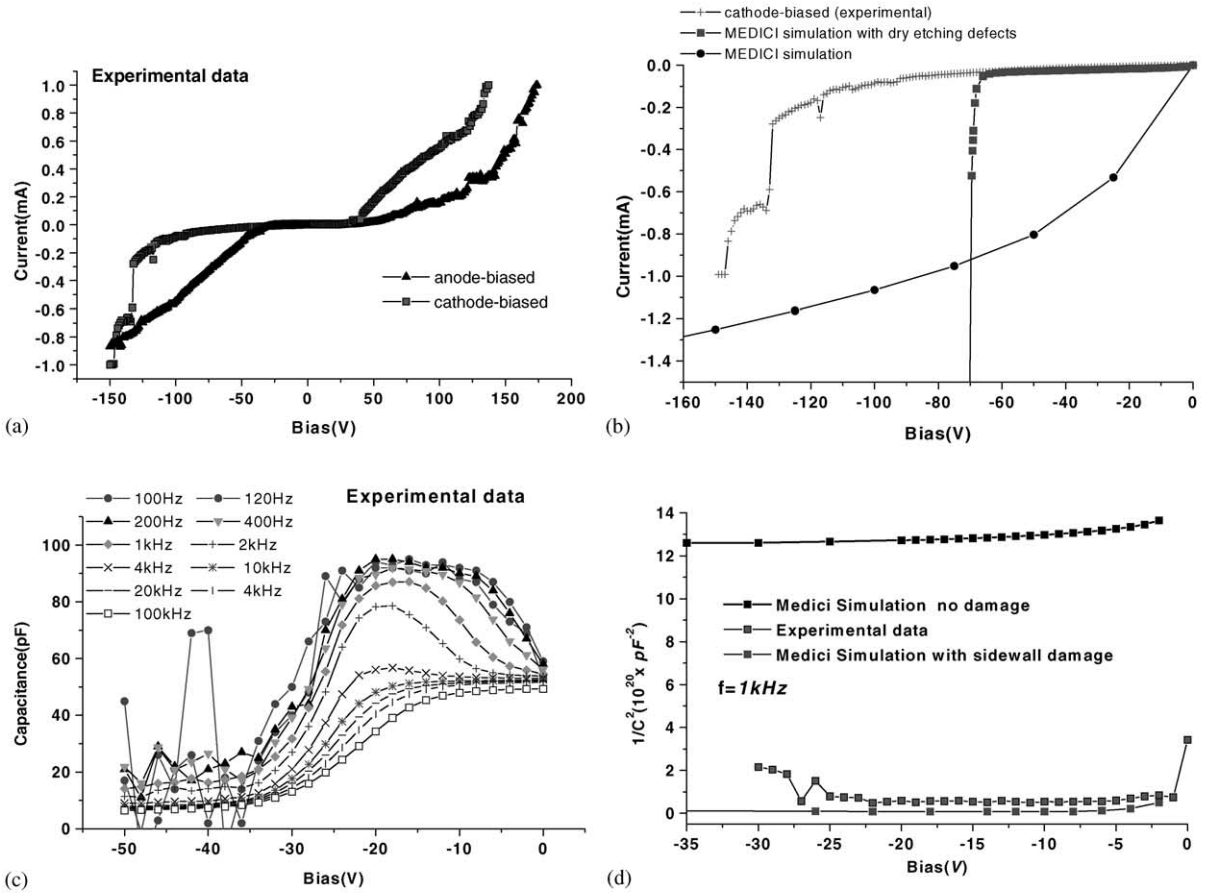 Experimental data
1.0
0.8
0.6
0.4
0.2
0.0
-0.2
-0.4
-0.6
-0.8
-1.0
Current(mA)
anode-biased
cathode-biased
-150 -100 -50 0 50 100 150 200
Bias(V)
(a)
cathode-biased (experimental)
MEDICI simulation with dry etching defects
MEDICI simulation
0.0
-0.2
-0.4
-0.6
-0.8
-1.0
-1.2
-1.4
Current(mA)
-160 -140 -120 -100 -80 -60 -40 -20 0
Bias(V)
(b)
Experimental data
100Hz 120Hz
200Hz 400Hz
1kHz 2kHz
4kHz 10kHz
20kHz 4kHz
100kHz
100
80
60
40
20
0
Capacitance(pF)
-50 -40 -30 -20 -10 0
Bias(V)
(c)
14
12
10
8
6
4
2
0
1/C²(10²⁰x pF⁻²)
Medici Simulation no damage
Experimental data
Medici Simulation with sidewall damage
f=1kHz
-35 -30 -25 -20 -15 -10 -5 0
Bias(V)
(d)